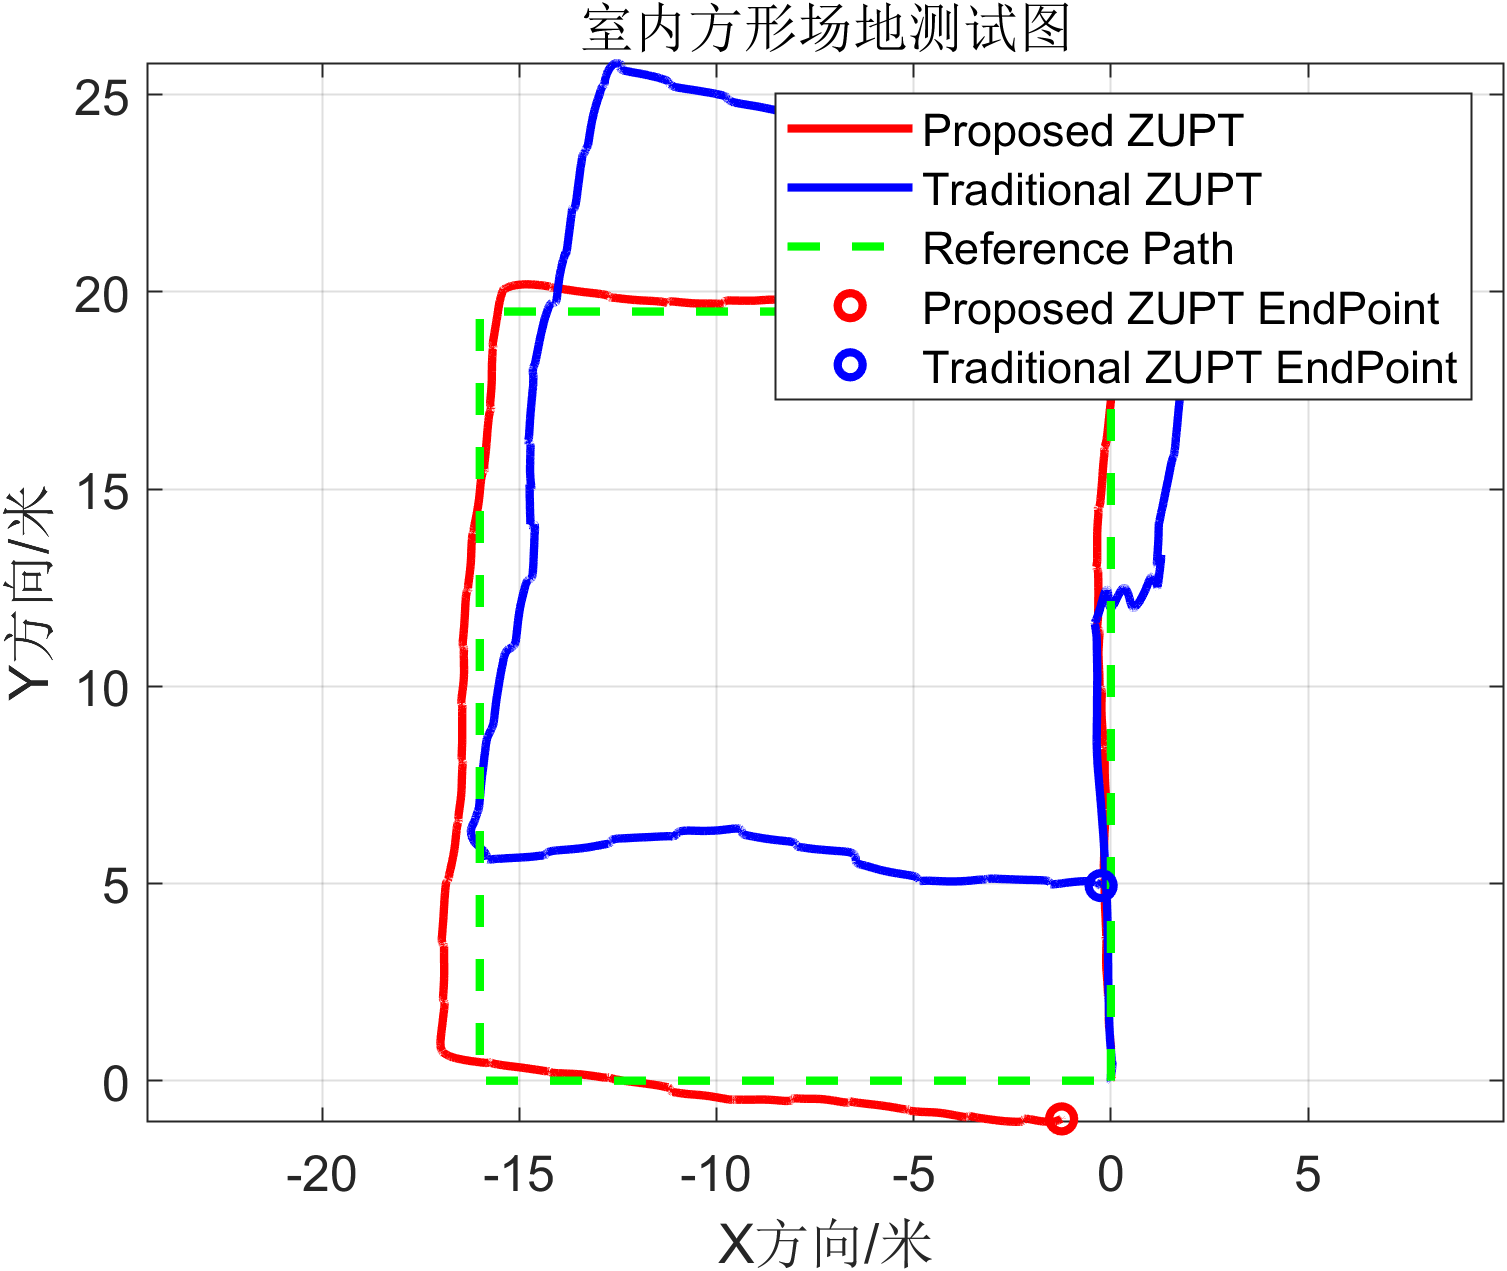 室内方形场地测试图
25
20
15
10
5
0
Y方向/米
Proposed ZUPT
Traditional ZUPT
Reference Path
Proposed ZUPT EndPoint
Traditional ZUPT EndPoint
-20 -15 -10 -5 0 5
X方向/米